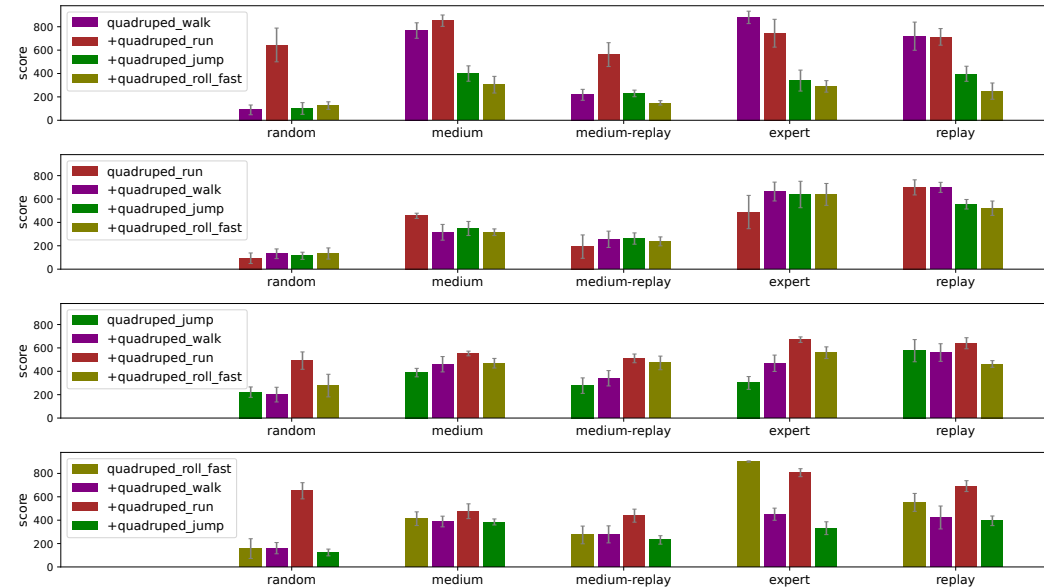 800
600
400
200
0
score
quadruped_walk
+quadruped_run
+quadruped_jump
+quadruped_roll_fast
random medium medium-replay expert replay
800
600
400
200
0
score
quadruped_run
+quadruped_walk
+quadruped_jump
+quadruped_roll_fast
random medium medium-replay expert replay
800
600
400
200
0
score
quadruped_jump
+quadruped_walk
+quadruped_run
+quadruped_roll_fast
random medium medium-replay expert replay
800
600
400
200
0
score
quadruped_roll_fast
+quadruped_walk
+quadruped_run
+quadruped_jump
random medium medium-replay expert replay